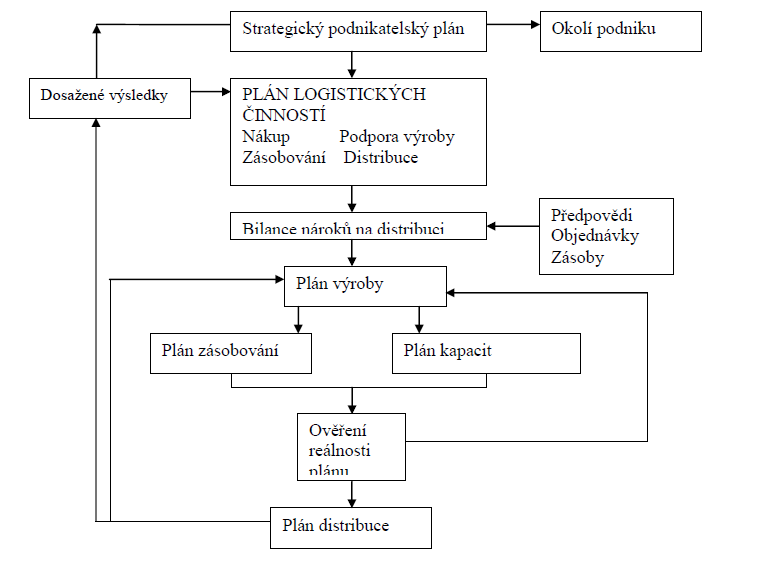 Strategický podnikatelský plán
Okolí podniku
Dosažené výsledky
PLÁN LOGISTICKÝCH
ČINNOSTÍ
Nákup Podpora výroby
Zásobování Distribuce
Bilance nároků na distribuci
Předpovědi
Objednávky
Zásoby
Plán výroby
Plán zásobování
Plán kapacit
Ověření
reálnosti
plánu
Plán distribuce